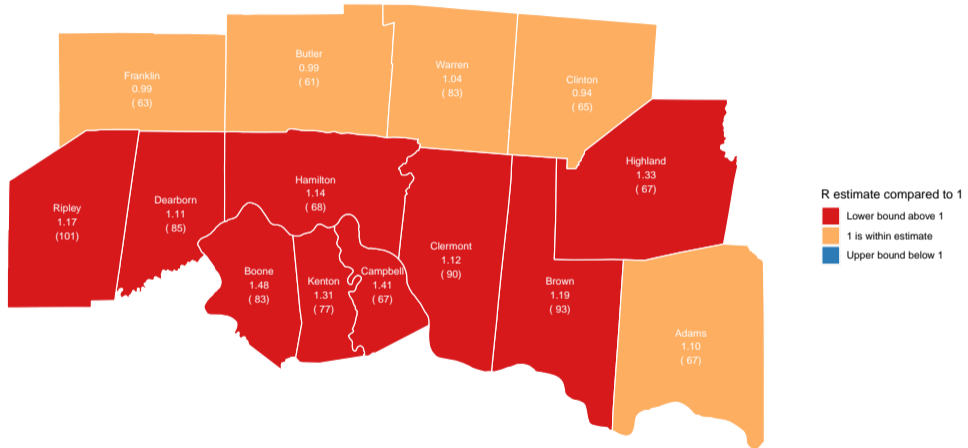 Butler
0.99
( 61)
Warren
1.04
( 83)
Franklin
0.99
( 63)
Clinton
0.94
( 65)
Highland
1.33
( 67)
Hamilton
1.14
( 68)
Ripley
1.17
(101)
Dearborn
1.11
( 85)
Clermont
1.12
( 90)
Boone
1.48
( 83)
Kenton
1.31
( 77)
Campbell
1.41
( 67)
Brown
1.19
( 93)
Adams
1.10
( 67)
R estimate compared to 1
Lower bound above 1
1 is within estimate
Upper bound below 1